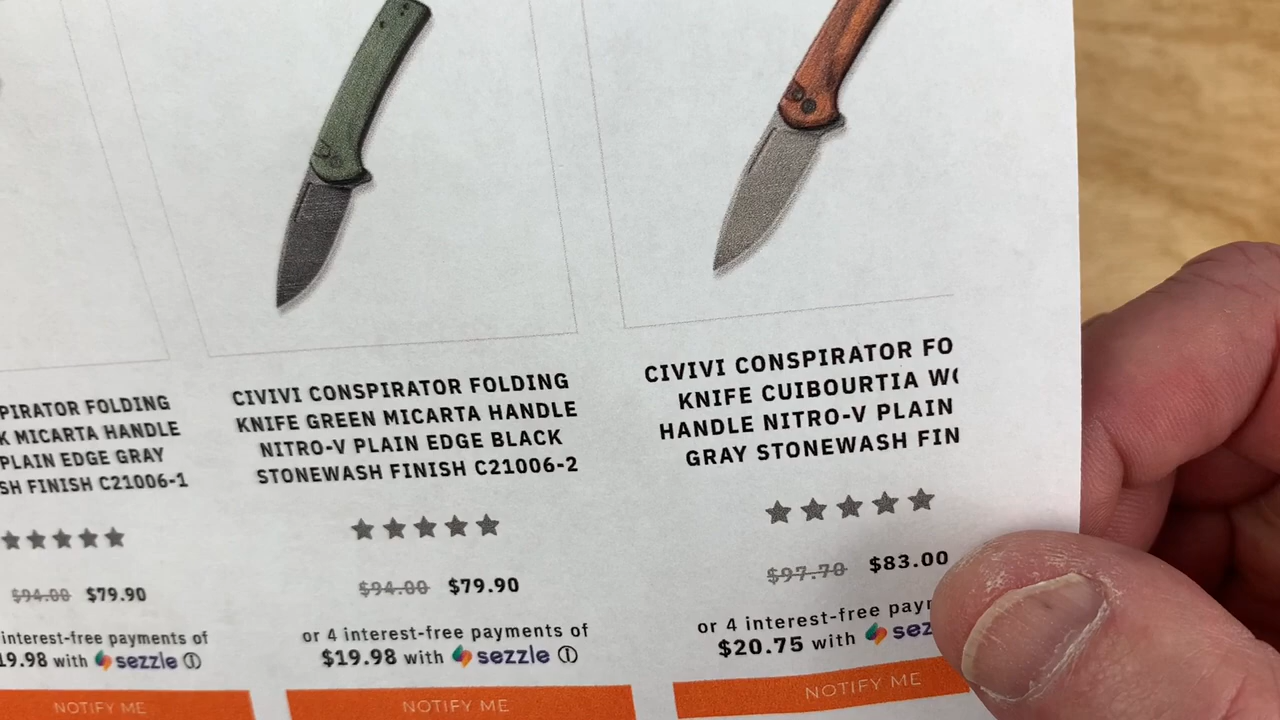 PIRATOR FOLDING
K MICARTA HANDLE
PLAIN EDGE GRAY
SH FINISH C21006-1
$94.00 $79.90
interest-free payments of
19.98 with sezzle
NOTIFY ME
CIVIVI CONSPIRATOR FOLDING
KNIFE GREEN MICARTA HANDLE
NITRO-V PLAIN EDGE BLACK
STONEWASH FINISH C21006-2
$94.00 $79.90
or 4 interest-free payments of
$19.98 with sezzle
NOTIFY ME
CIVIVI CONSPIRATOR FO
KNIFE CUIBOURTIA WO
HANDLE NITRO-V PLAIN
GRAY STONEWASH FIN
$97.70 $83.00
or 4 interest-free payr
$20.75 with sez
NOTIFY ME